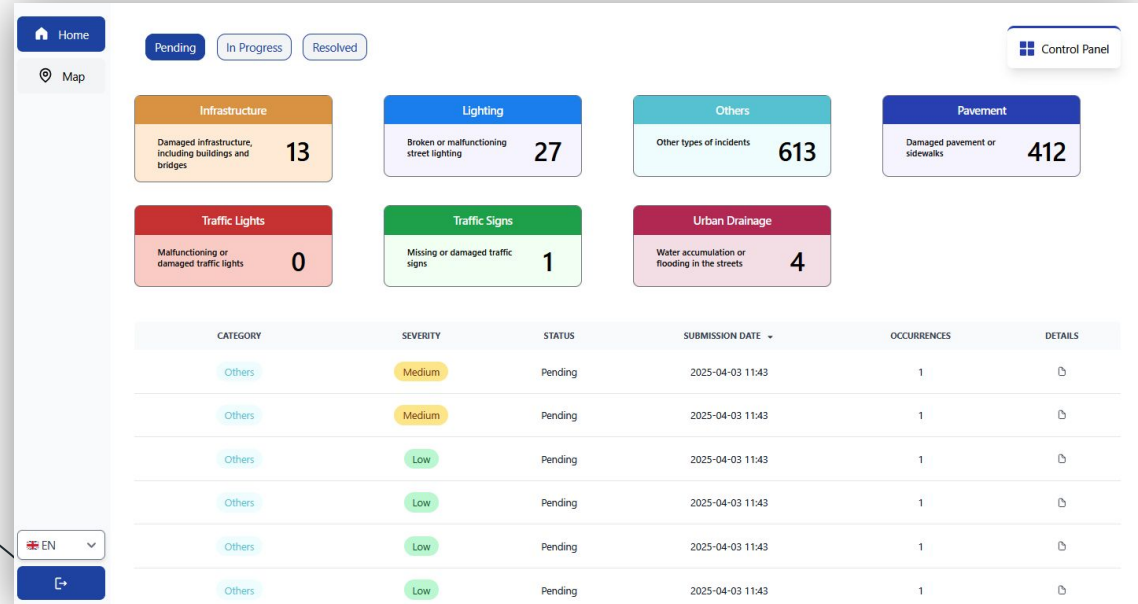 Home
Map
Pending In Progress Resolved
Control Panel
Infrastructure
Damaged infrastructure,
including buildings and
bridges
13
Lighting
Broken or malfunctioning
street lighting
27
Others
Other types of incidents
613
Pavement
Damaged pavement or
sidewalks
412
Traffic Lights
Malfunctioning or
damaged traffic lights
0
Traffic Signs
Missing or damaged traffic
signs
1
Urban Drainage
Water accumulation or
flooding in the streets
4
CATEGORY SEVERITY STATUS SUBMISSION DATE OCCURRENCES DETAILS
Others Medium Pending 2025-04-03 11:43 1
Others Medium Pending 2025-04-03 11:43 1
Others Low Pending 2025-04-03 11:43 1
Others Low Pending 2025-04-03 11:43 1
Others Low Pending 2025-04-03 11:43 1
Others Low Pending 2025-04-03 11:43 1
EN